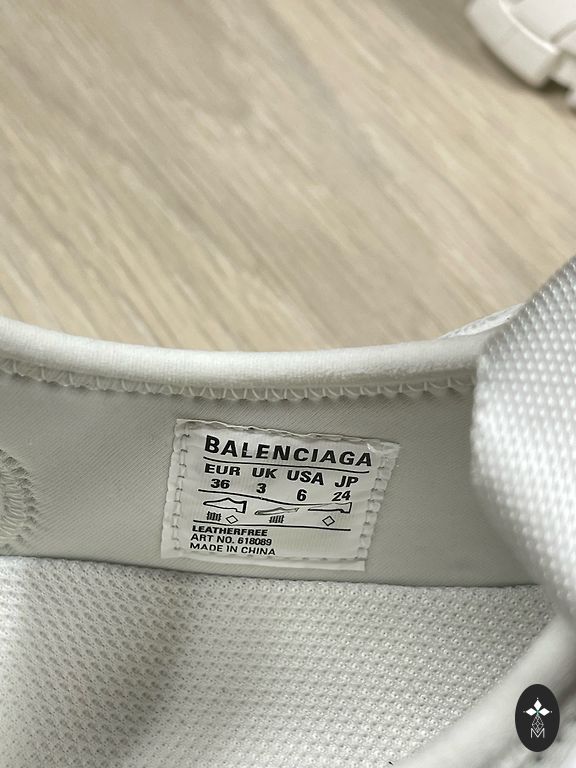 BALENCIAGA
EUR UK USA JP
36 3 6 24
LEATHERFREE
ART NO. 618089
MADE IN CHINA
M